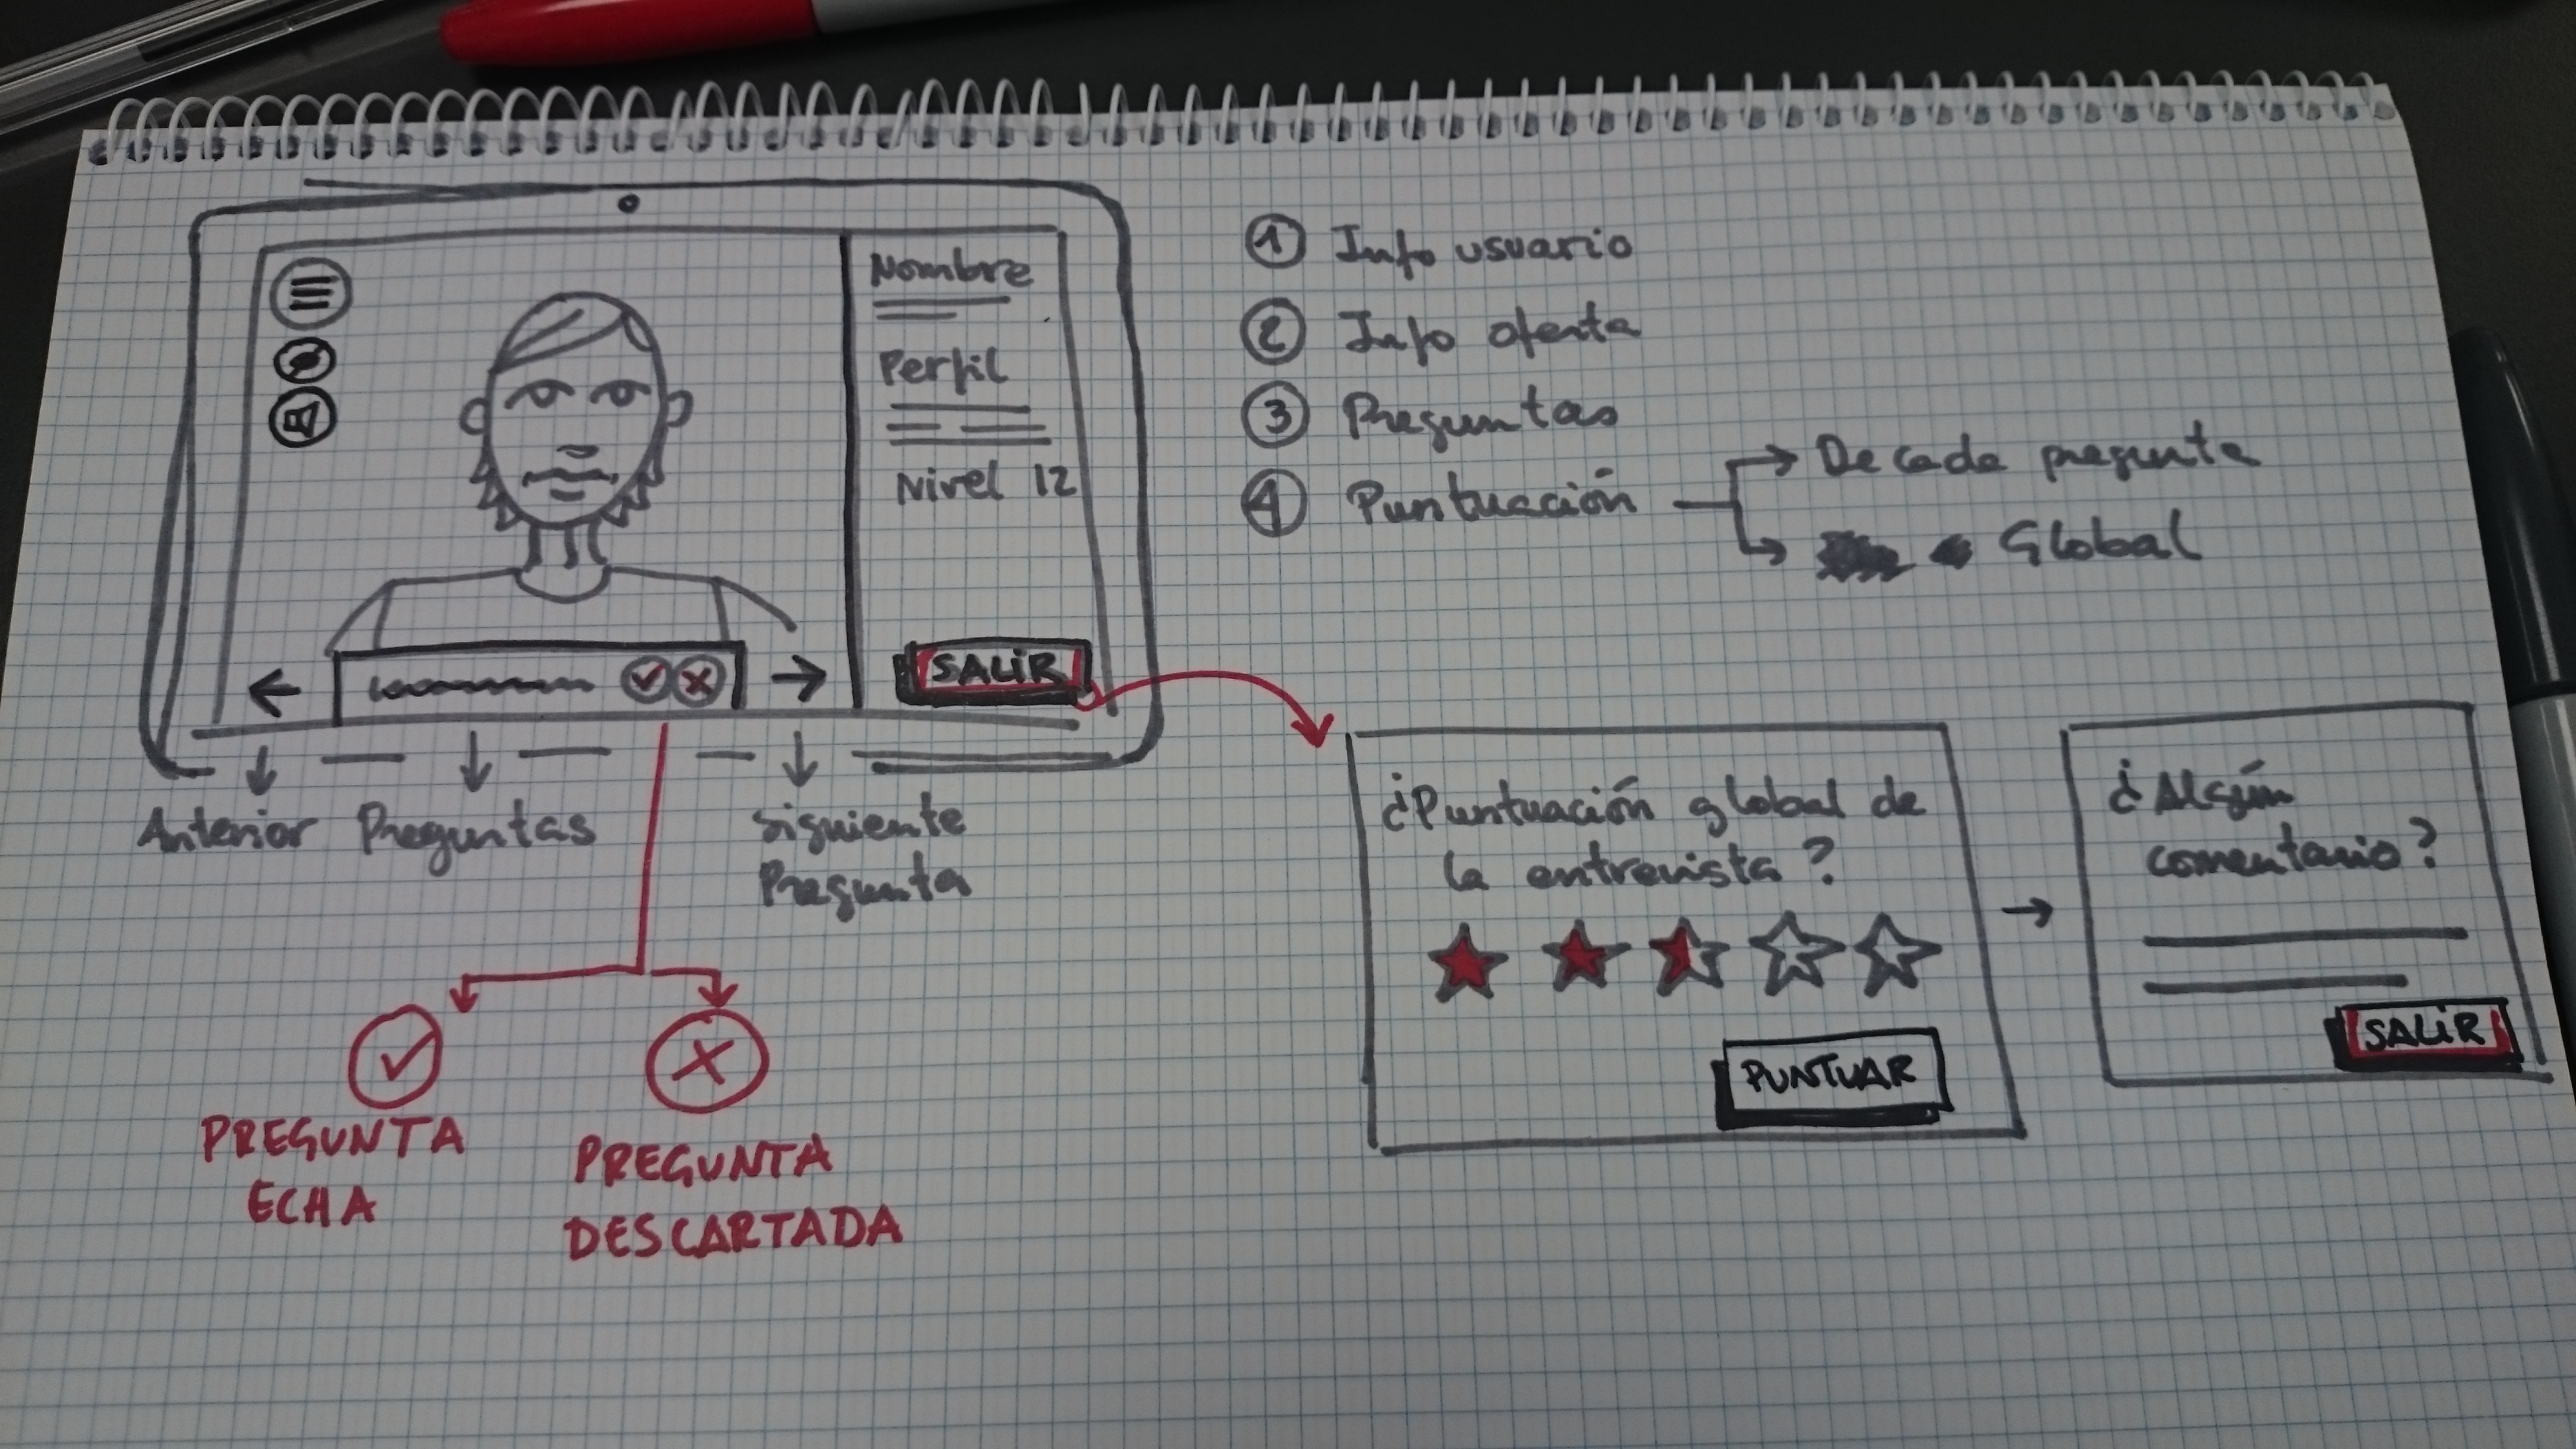 Nombre
Perfil
Nivel 12
SALIR
Anterior
Preguntas
Siguiente
Pregunta
PREGUNTA
ECHA
PREGUNTA
DESCARTADA
1 Info usuario
2 Info oferta
3 Preguntas
4 Puntuación
De cada pregunta
Global
¿Puntuación global de
la entrevista?
PUNTUAR
¿Algún
comentario?
SALIR